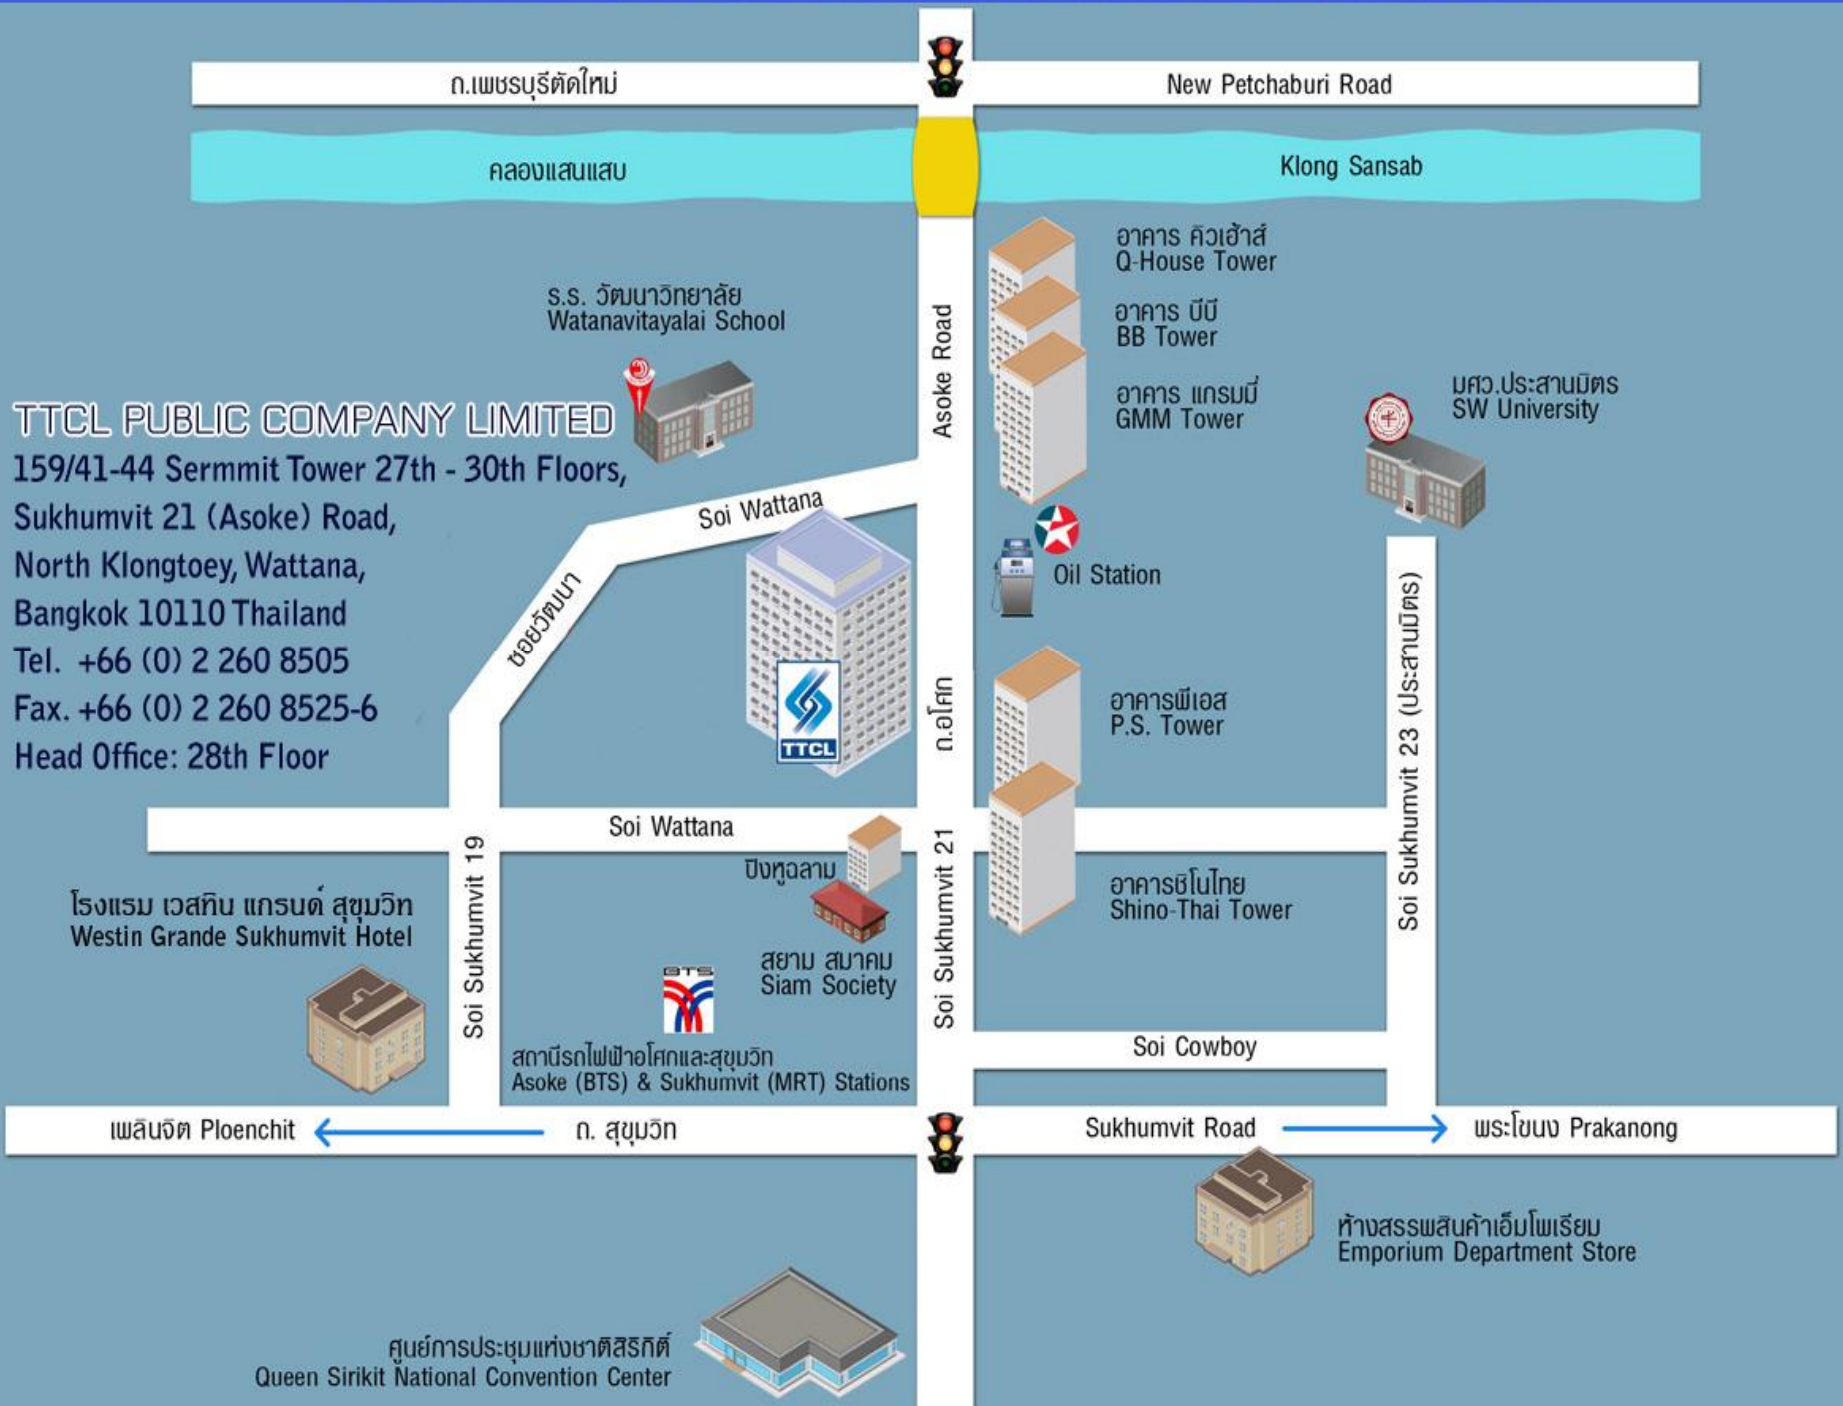 ถ.เพชรบุรีตัดใหม่
New Petchaburi Road
คลองแสนแสบ
Klong Sansab
อาคาร คิวเฮ้าส์
Q-House Tower
ร.ร. วัฒนาวิทยาลัย
Watanavitayalai School
อาคาร บีบี
BB Tower
Asoke Road
อาคาร แกรมมี่
GMM Tower
มศว.ประสานมิตร
SW University
TTCL PUBLIC COMPANY LIMITED
159/41-44 Sermmit Tower 27th - 30th Floors,
Sukhumvit 21 (Asoke) Road,
North Klongtoey, Wattana,
Bangkok 10110 Thailand
Tel. +66 (0) 2 260 8505
Fax. +66 (0) 2 260 8525-6
Head Office: 28th Floor
Soi Wattana
ซอยวัฒนา
Oil Station
TTCL
ถ.อโศก
อาคารพีเอส
P.S. Tower
Soi Sukhumvit 23 (ประสานมิตร)
Soi Wattana
Soi Sukhumvit 19
Soi Sukhumvit 21
ปิงหูฉลาม
อาคารชิโนไทย
Shino-Thai Tower
โรงแรม เวสทิน แกรนด์ สุขุมวิท
Westin Grande Sukhumvit Hotel
สยาม สมาคม
Siam Society
BTS
สถานีรถไฟฟ้าอโศกและสุขุมวิท
Asoke (BTS) & Sukhumvit (MRT) Stations
Soi Cowboy
เพลินจิต Ploenchit
ถ. สุขุมวิท
Sukhumvit Road
พระโขนง Prakanong
ห้างสรรพสินค้าเอ็มโพเรียม
Emporium Department Store
ศูนย์การประชุมแห่งชาติสิริกิติ์
Queen Sirikit National Convention Center